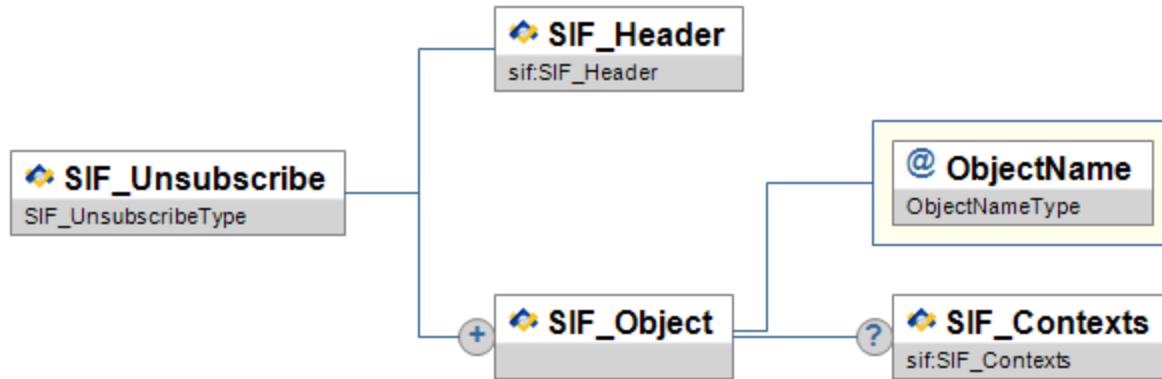 SIF_Header
sif:SIF_Header
SIF_Unsubscribe
SIF_UnsubscribeType
@ ObjectName
ObjectNameType
+ SIF_Object
? SIF_Contexts
sif:SIF_Contexts